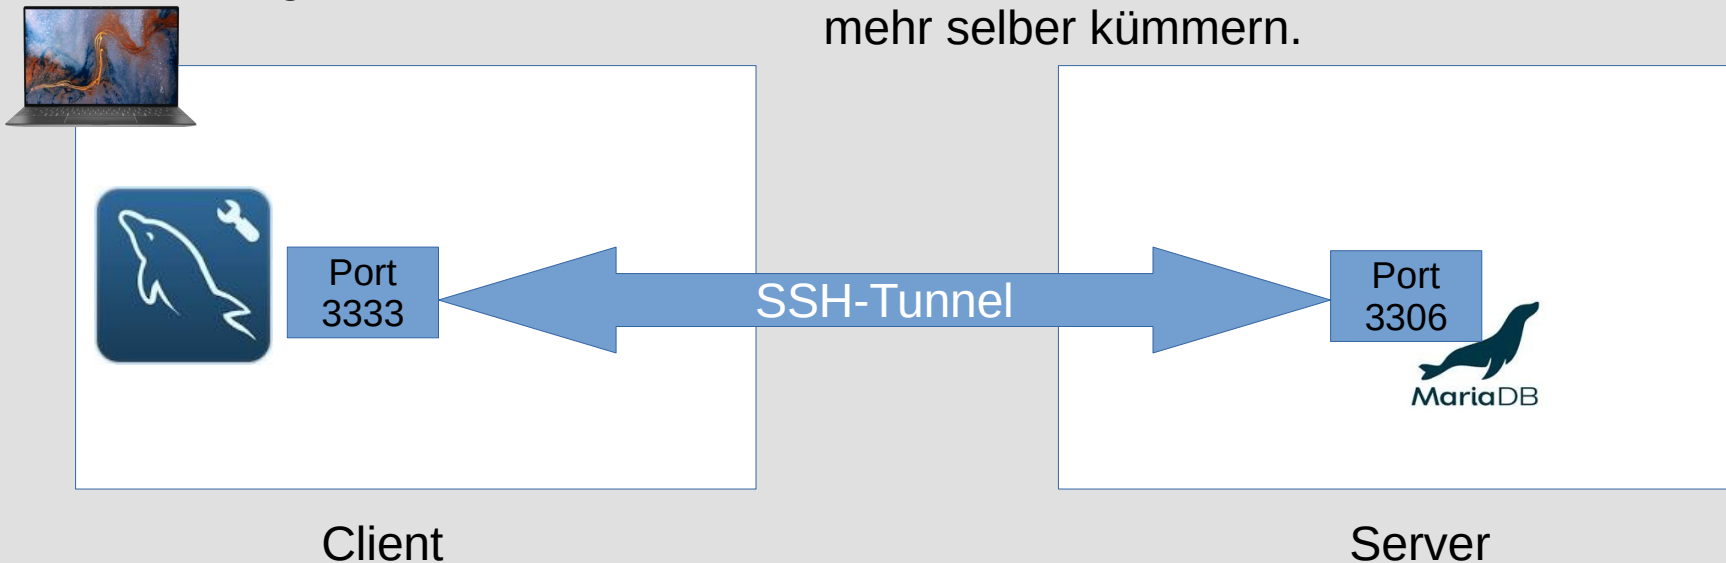 mehr selber kümmern.
Port
3333
SSH-Tunnel
Port
3306
MariaDB
Client
Server